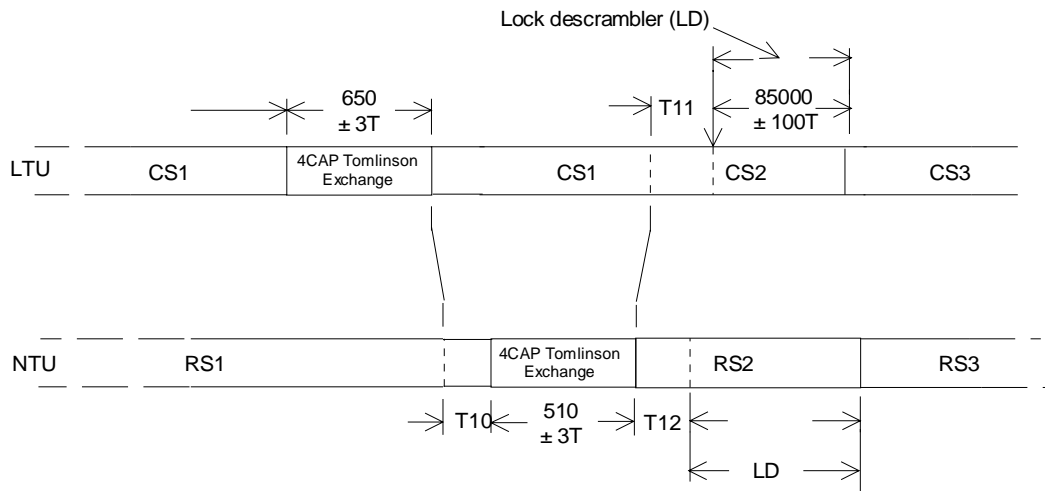 Lock descrambler (LD)
650
± 3T
T11
85000
± 100T
LTU
CS1
4CAP Tomlinson
Exchange
CS1
CS2
CS3
NTU
RS1
4CAP Tomlinson
Exchange
RS2
RS3
T10
510
± 3T
T12
LD